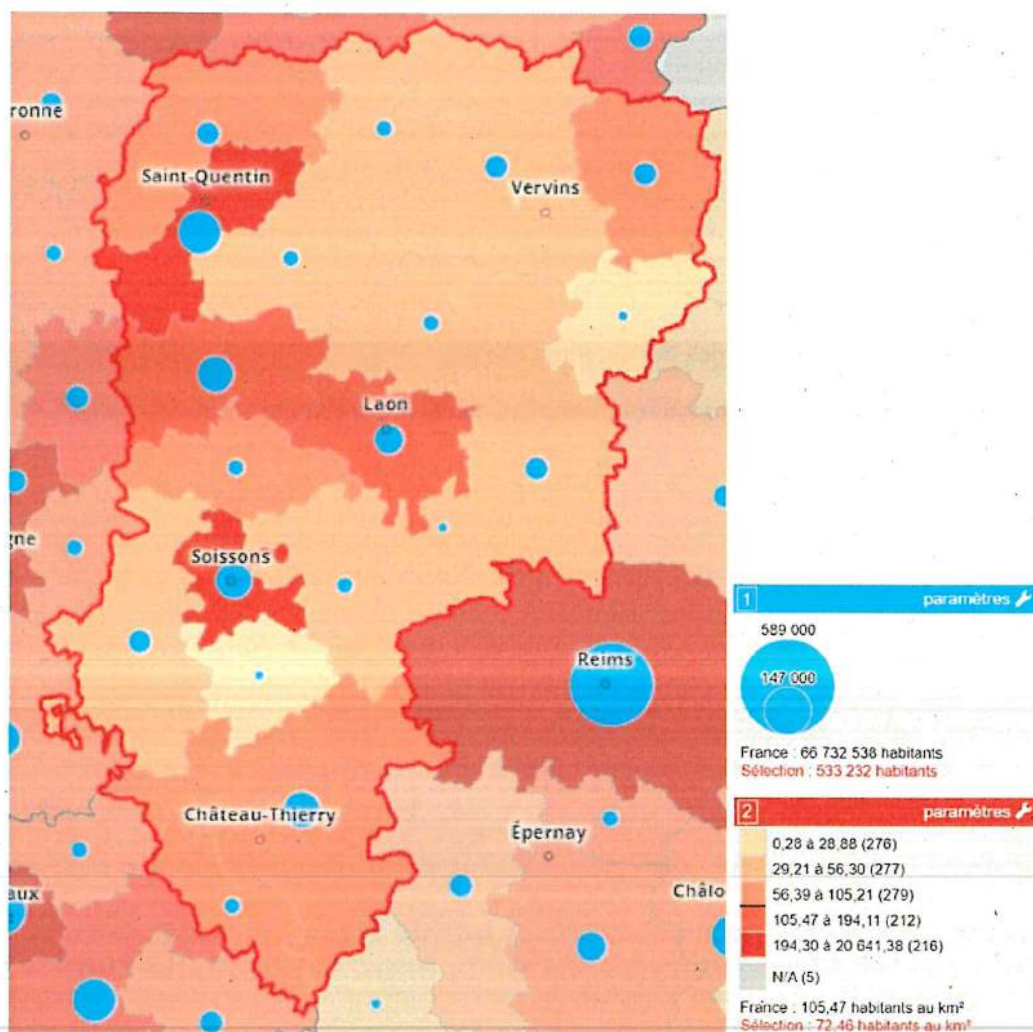 ronne
Saint-Quentin
Vervins
Laon
gne
Soissons
Reims
Château-Thierry
Épernay
aux
Châlo
1 paramètres
589 000
147 000
France : 66 732 538 habitants
Sélection : 533 232 habitants
2 paramètres
0,28 à 28,88 (276)
29,21 à 56,30 (277)
56,39 à 105,21 (279)
105,47 à 194,11 (212)
194,30 à 20 641,38 (216)
N/A (5)
France : 105,47 habitants au km²
Sélection : 72,46 habitants au km²